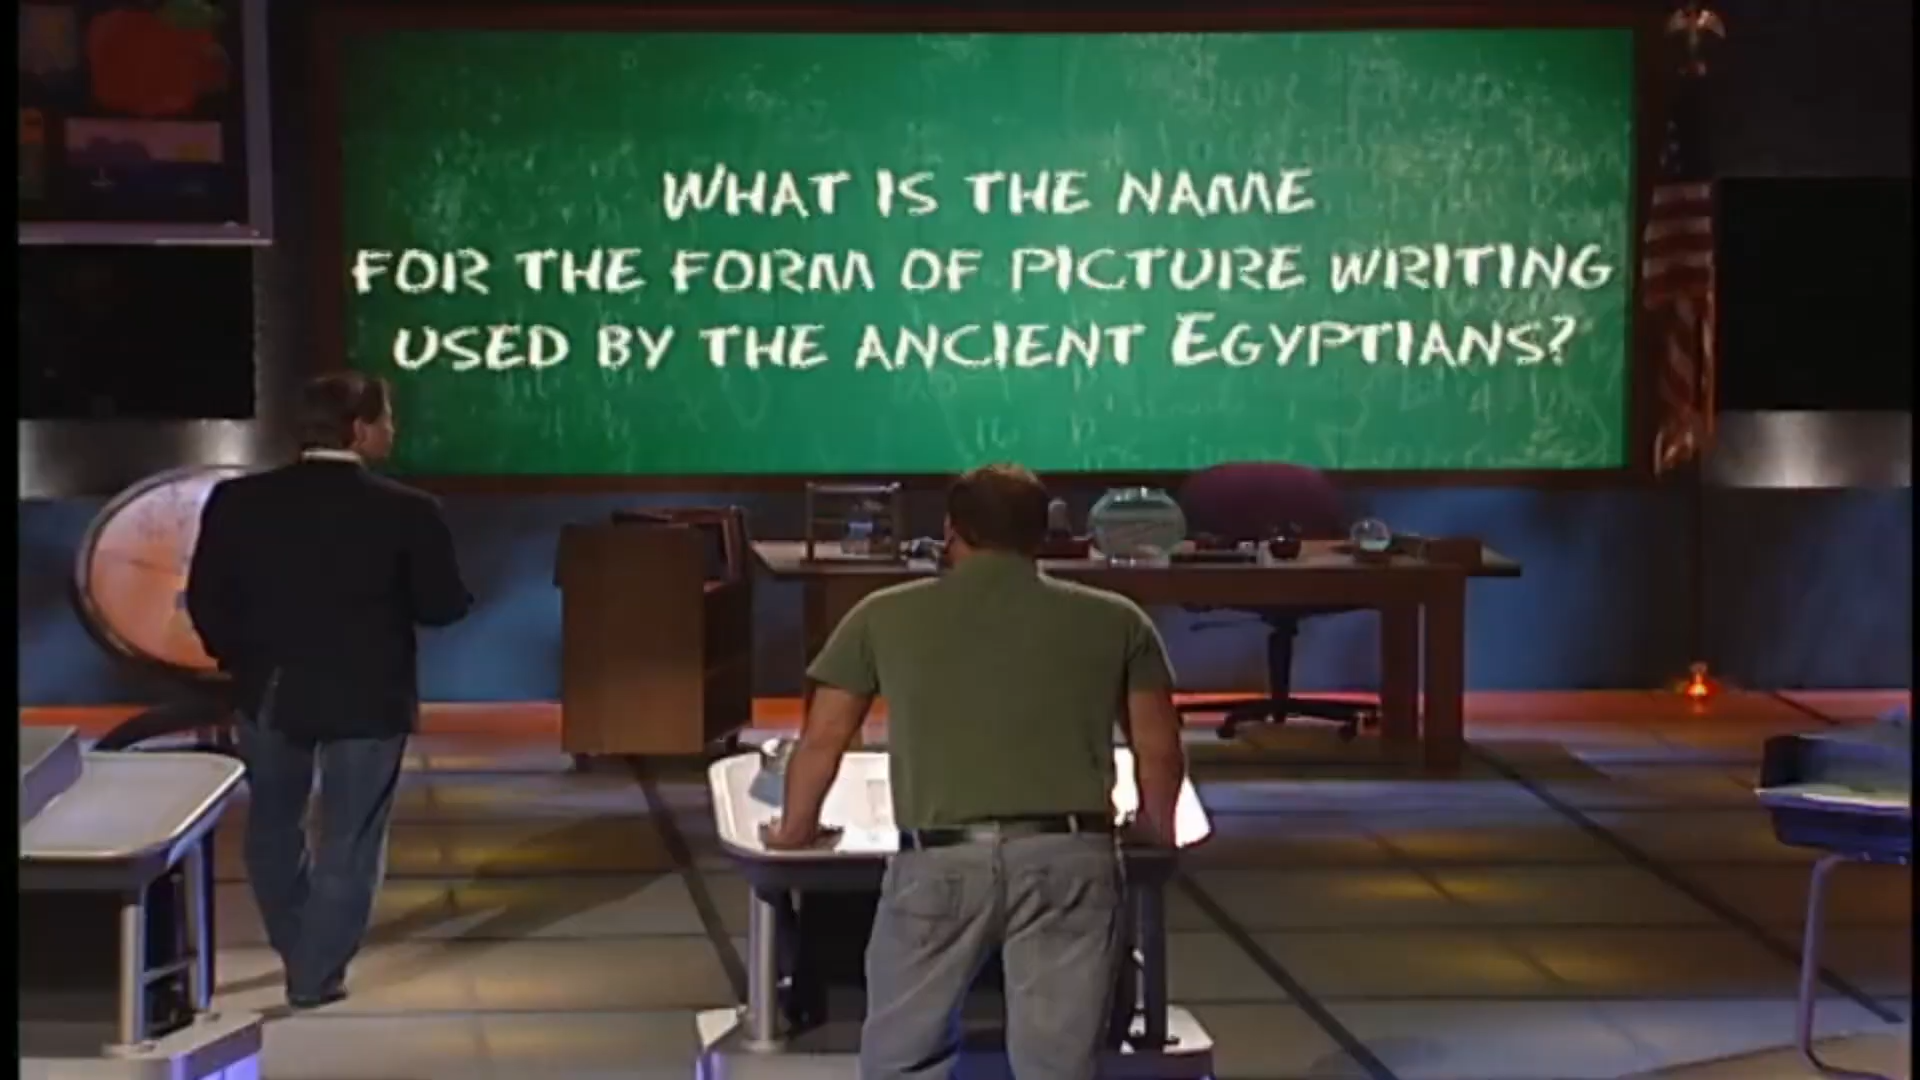 WHAT IS THE NAME
FOR THE FORM OF PICTURE WRITING
USED BY THE ANCIENT EGYPTIANS?